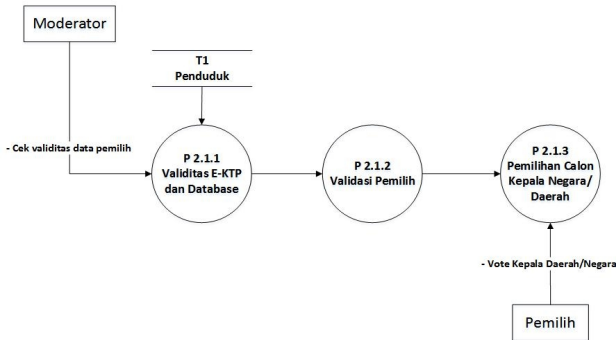 Moderator
T1
Penduduk
- Cek validitas data pemilih
P 2.1.1
Validitas E-KTP
dan Database
P 2.1.2
Validasi Pemilih
P 2.1.3
Pemilihan Calon
Kepala Negara/
Daerah
- Vote Kepala Daerah/Negara
Pemilih